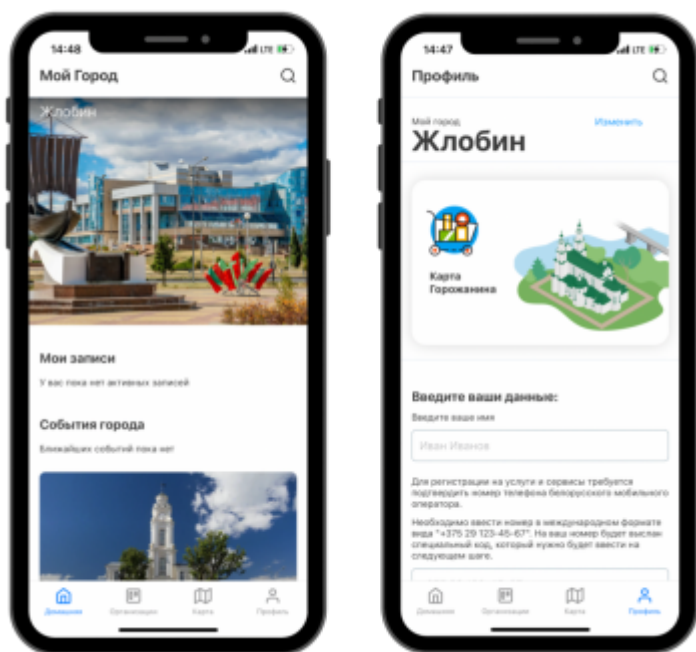 14:48
LTE
Мой Город
Жлобин
Мои записи
У вас пока нет активных записей
События города
Ближайших событий пока нет
Домашняя
Организации
Карта
Профиль
14:47
LTE
Профиль
Мой город
Изменить
Жлобин
Карта
Горожанина
Введите ваши данные:
Введите ваше имя
Иван Иванов
Для регистрации на услуги и сервисы требуется
подтвердить номер телефона белорусского мобильного
оператора.
Необходимо ввести номер в международном формате
вида "+375 29 123-45-67". На ваш номер будет выслан
специальный код, который нужно будет ввести на
следующем шаге.
Домашняя
Организации
Карта
Профиль